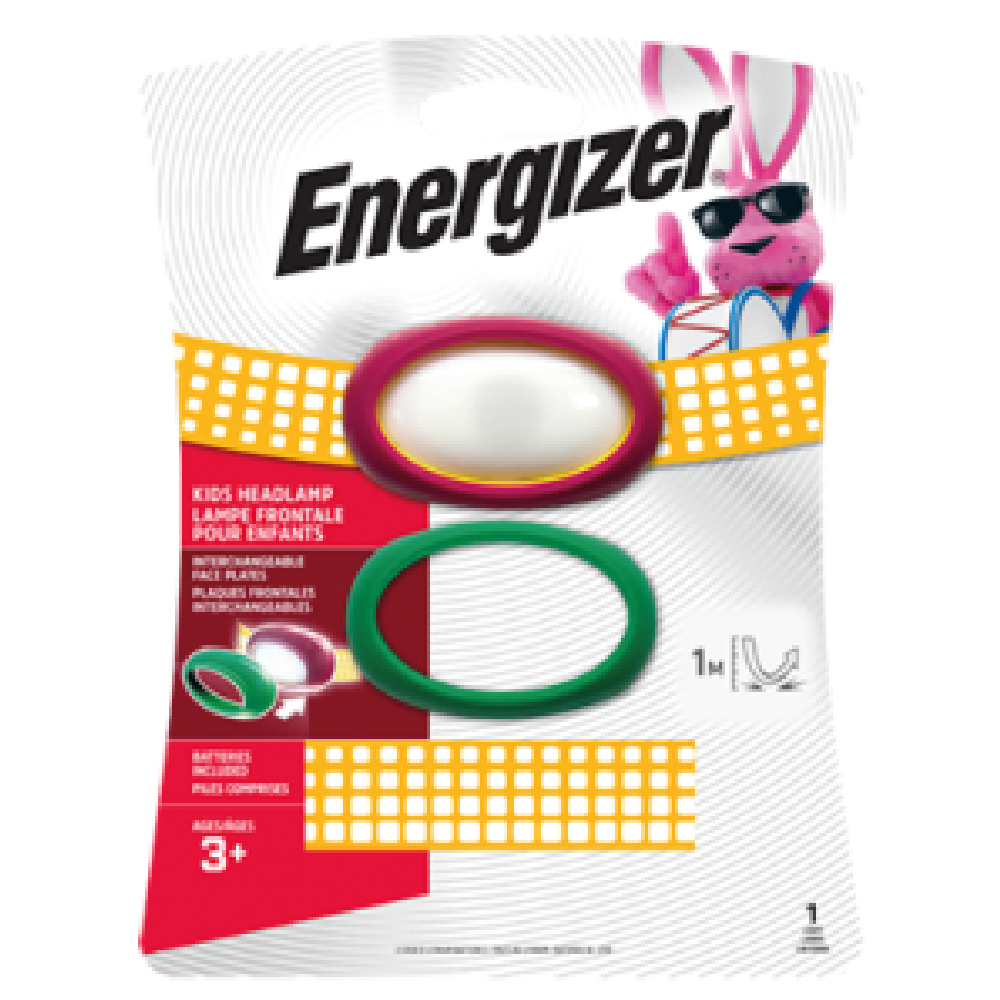 Energizer®
KIDS HEADLAMP
LAMPE FRONTALE
POUR ENFANTS
INTERCHANGEABLE
FACE PLATES
PLAQUES FRONTALES
INTERCHANGEABLES
1M
BATTERIES
INCLUDED
PILES COMPRISES
AGES/ÂGES
3+
1